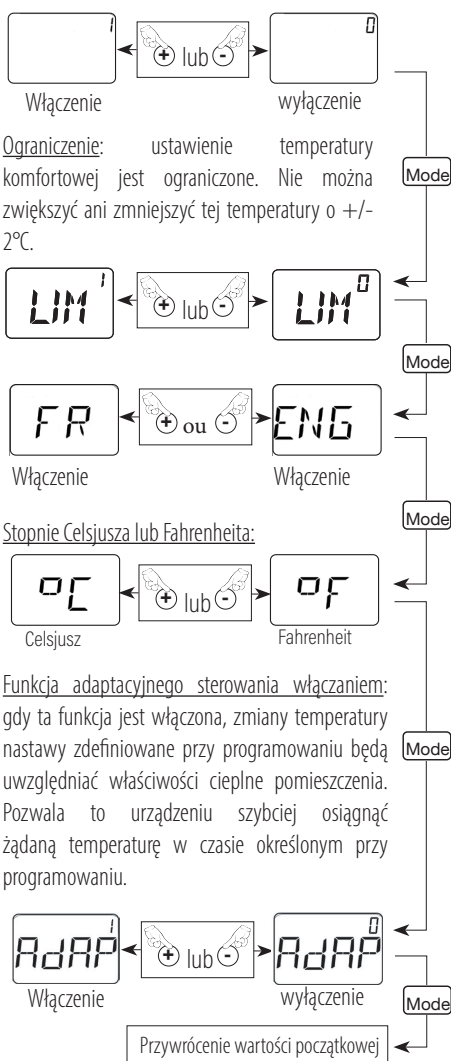 1 + lub - 0
Włączenie wyłączenie
Mode
Ograniczenie: ustawienie temperatury
komfortowej jest ograniczone. Nie można
zwiększyć ani zmniejszyć tej temperatury o +/-
2°C.
LIM 1 + lub - LIM 0
Mode
FR + ou - ENG
Włączenie Włączenie
Mode
Stopnie Celsjusza lub Fahrenheita:
°C + lub - °F
Celsjusz Fahrenheit
Funkcja adaptacyjnego sterowania włączaniem:
gdy ta funkcja jest włączona, zmiany temperatury
nastawy zdefiniowane przy programowaniu będą
uwzględniać właściwości cieplne pomieszczenia.
Pozwala to urządzeniu szybciej osiągnąć
żądaną temperaturę w czasie określonym przy
programowaniu.
Mode
AdAP 1 + lub - AdAP 0
Włączenie wyłączenie
Mode
Przywrócenie wartości początkowej